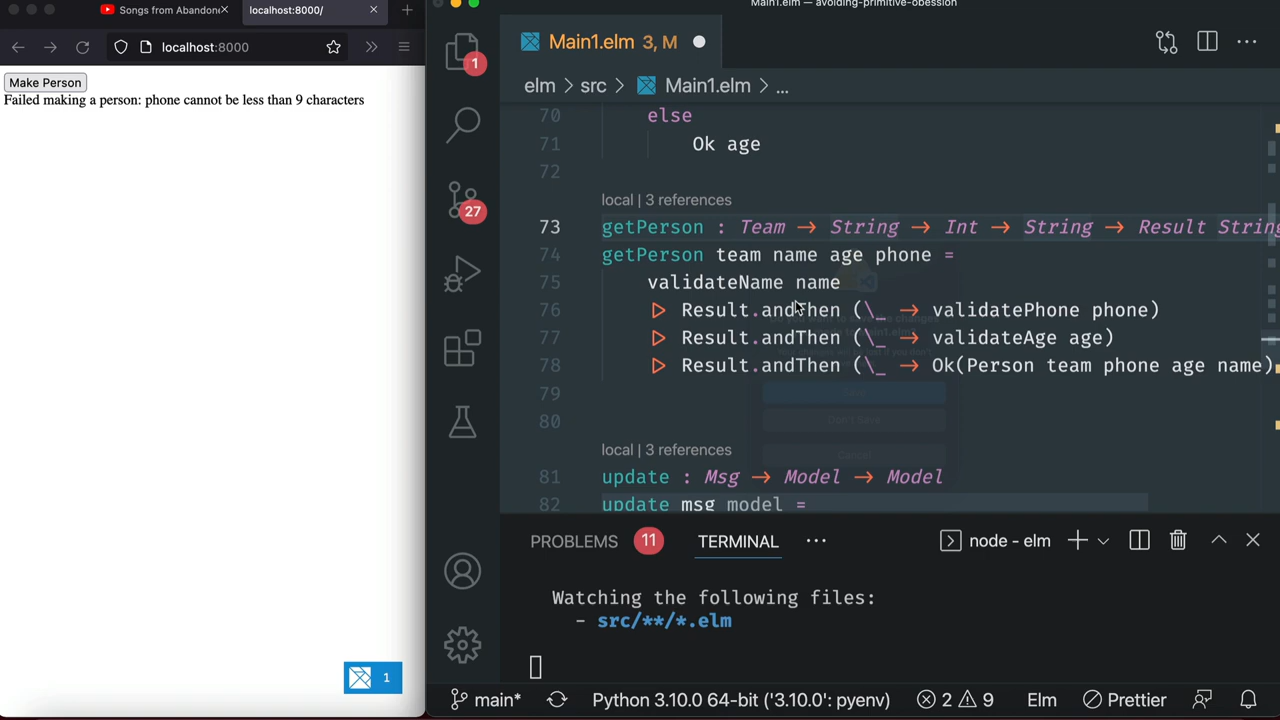 Songs from Abandon
localhost:8000/
localhost:8000
Make Person
Failed making a person: phone cannot be less than 9 characters
1
Main1.elm — avoiding-primitive-obession
1
27
Main1.elm 3, M
elm > src > Main1.elm > ...
70 else
71 Ok age
72
local | 3 references
73 getPerson : Team → String → Int → String → Result String
74 getPerson team name age phone =
75 validateName name
76 ▷ Result.andThen (\_ → validatePhone phone)
77 ▷ Result.andThen (\_ → validateAge age)
78 ▷ Result.andThen (\_ → Ok(Person team phone age name)
79
80
local | 3 references
81 update : Msg → Model → Model
82 update msg model =
Don't Save
Cancel
PROBLEMS 11 TERMINAL ... node - elm
Watching the following files:
- src/**/*.elm
main* Python 3.10.0 64-bit ('3.10.0': pyenv) 2 9 Elm Prettier